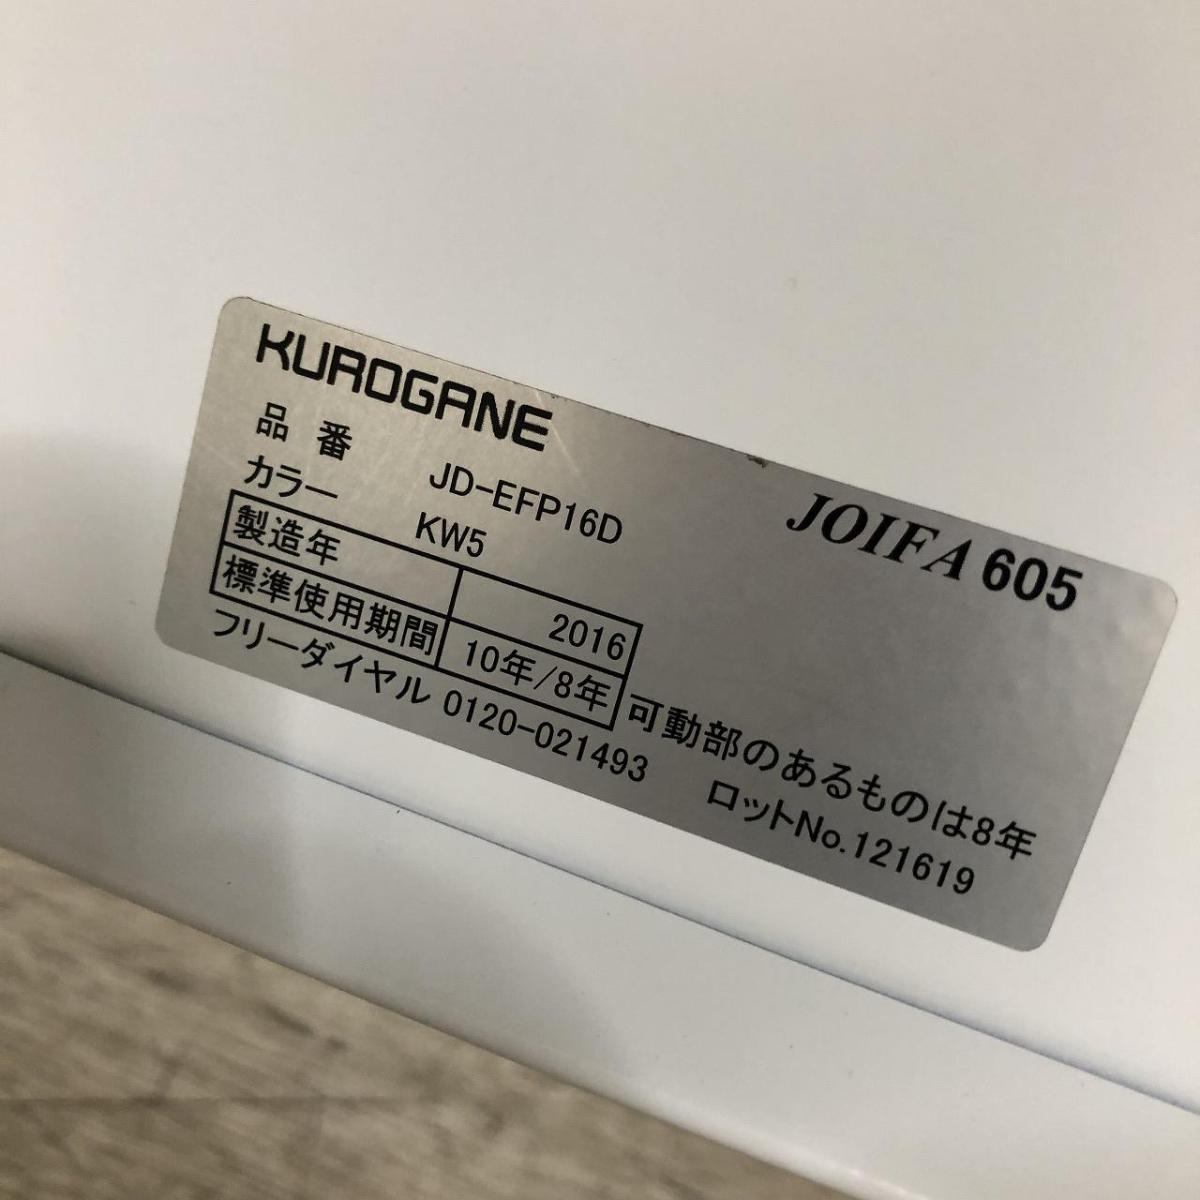 KUROGANE
品番 JD-EFP16D
カラー KW5
JOIFA 605
製造年 2016
標準使用期間 10年/8年 可動部のあるものは8年
フリーダイヤル 0120-021493 ロットNo.121619